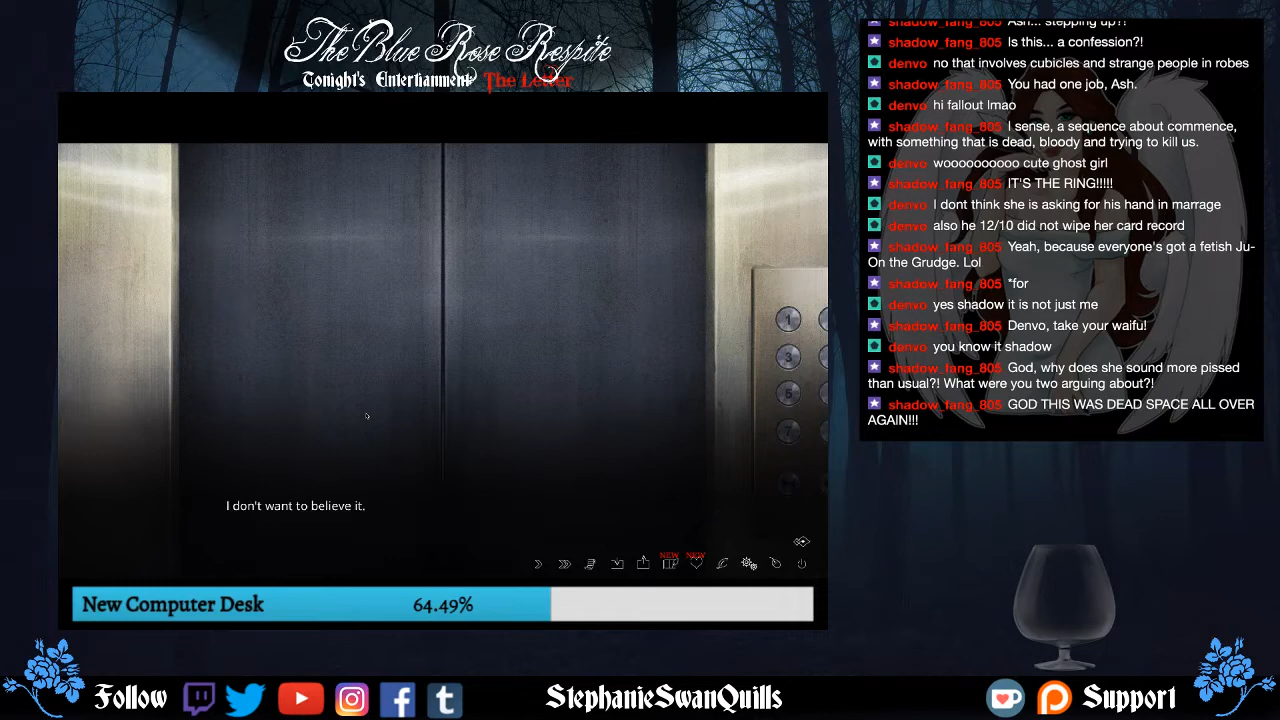 The Blue Rose Respite
Tonight's Entertianment: The Letter
shadow_fang_805 Ash... stepping up?!
shadow_fang_805 Is this... a confession?!
denvo no that involves cubicles and strange people in robes
shadow_fang_805 You had one job, Ash.
denvo hi fallout lmao
shadow_fang_805 I sense, a sequence about commence,
with something that is dead, bloody and trying to kill us.
denvo woooooooooo cute ghost girl
shadow_fang_805 IT'S THE RING!!!!!
denvo I dont think she is asking for his hand in marrage
denvo also he 12/10 did not wipe her card record
shadow_fang_805 Yeah, because everyone's got a fetish Ju-
On the Grudge. Lol
shadow_fang_805 *for
denvo yes shadow it is not just me
shadow_fang_805 Denvo, take your waifu!
denvo you know it shadow
shadow_fang_805 God, why does she sound more pissed
than usual?! What were you two arguing about?!
shadow_fang_805 GOD THIS WAS DEAD SPACE ALL OVER
AGAIN!!!
1
3
5
7
I don't want to believe it.
NEW NEW
New Computer Desk 64.49%
Follow StephanieSwanQuills Support